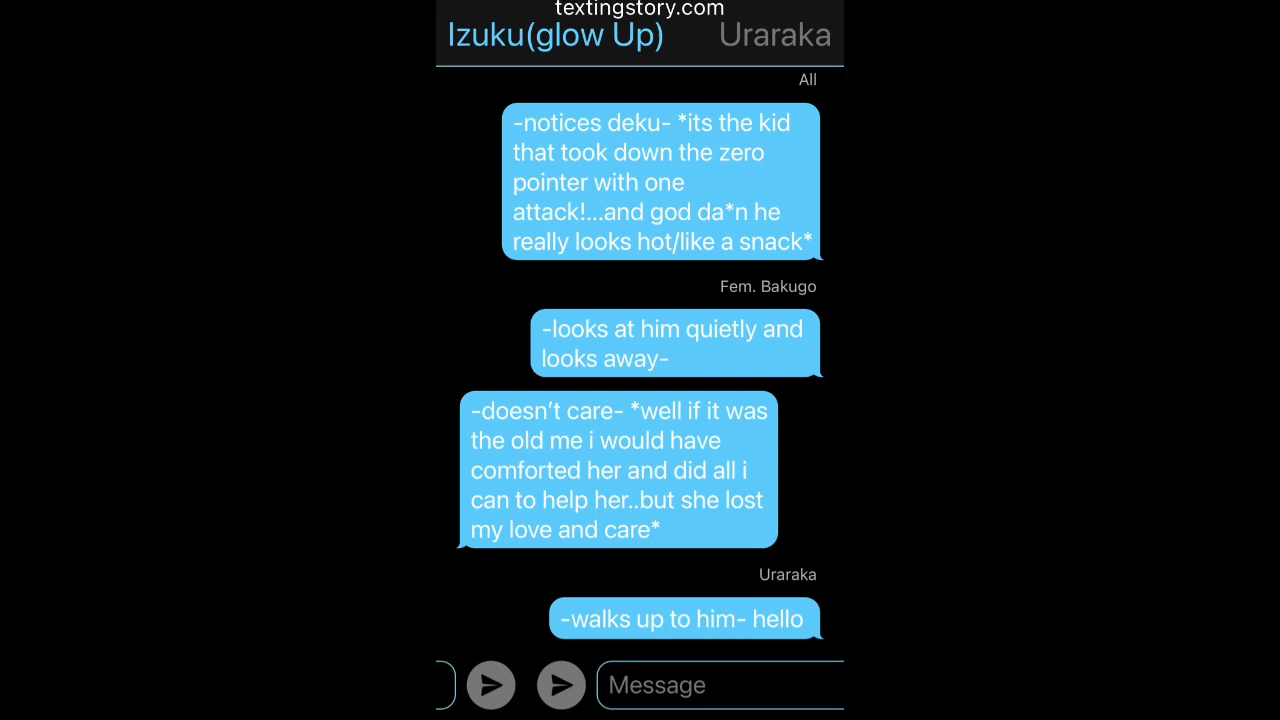 textingstory.com
Izuku(glow Up) Uraraka
All
-notices deku- *its the kid
that took down the zero
pointer with one
attack!...and god da*n he
really looks hot/like a snack*
Fem. Bakugo
-looks at him quietly and
looks away-
-doesn’t care- *well if it was
the old me i would have
comforted her and did all i
can to help her..but she lost
my love and care*
Uraraka
-walks up to him- hello
Message